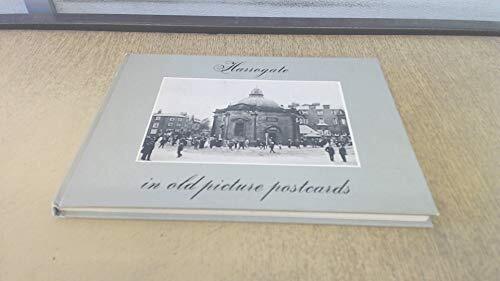 Harrogate
in old picture postcards